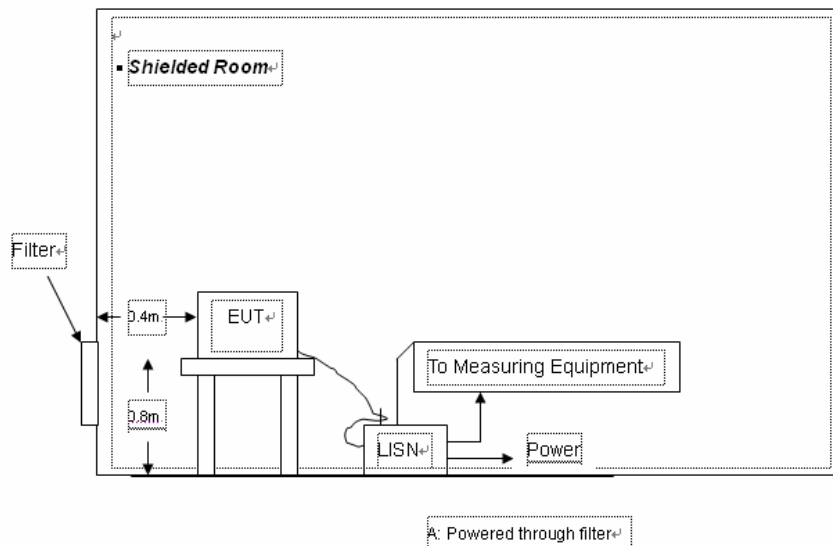 Shielded Room
Filter
0.4m
EUT
To Measuring Equipment
0.8m
LISN
Power
A: Powered through filter